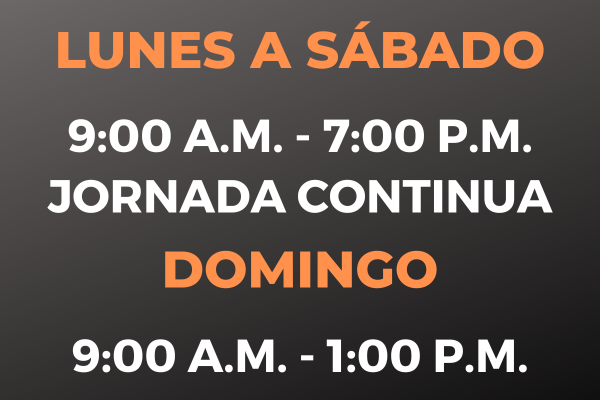 LUNES A SÁBADO
9:00 A.M. - 7:00 P.M.
JORNADA CONTINUA
DOMINGO
9:00 A.M. - 1:00 P.M.